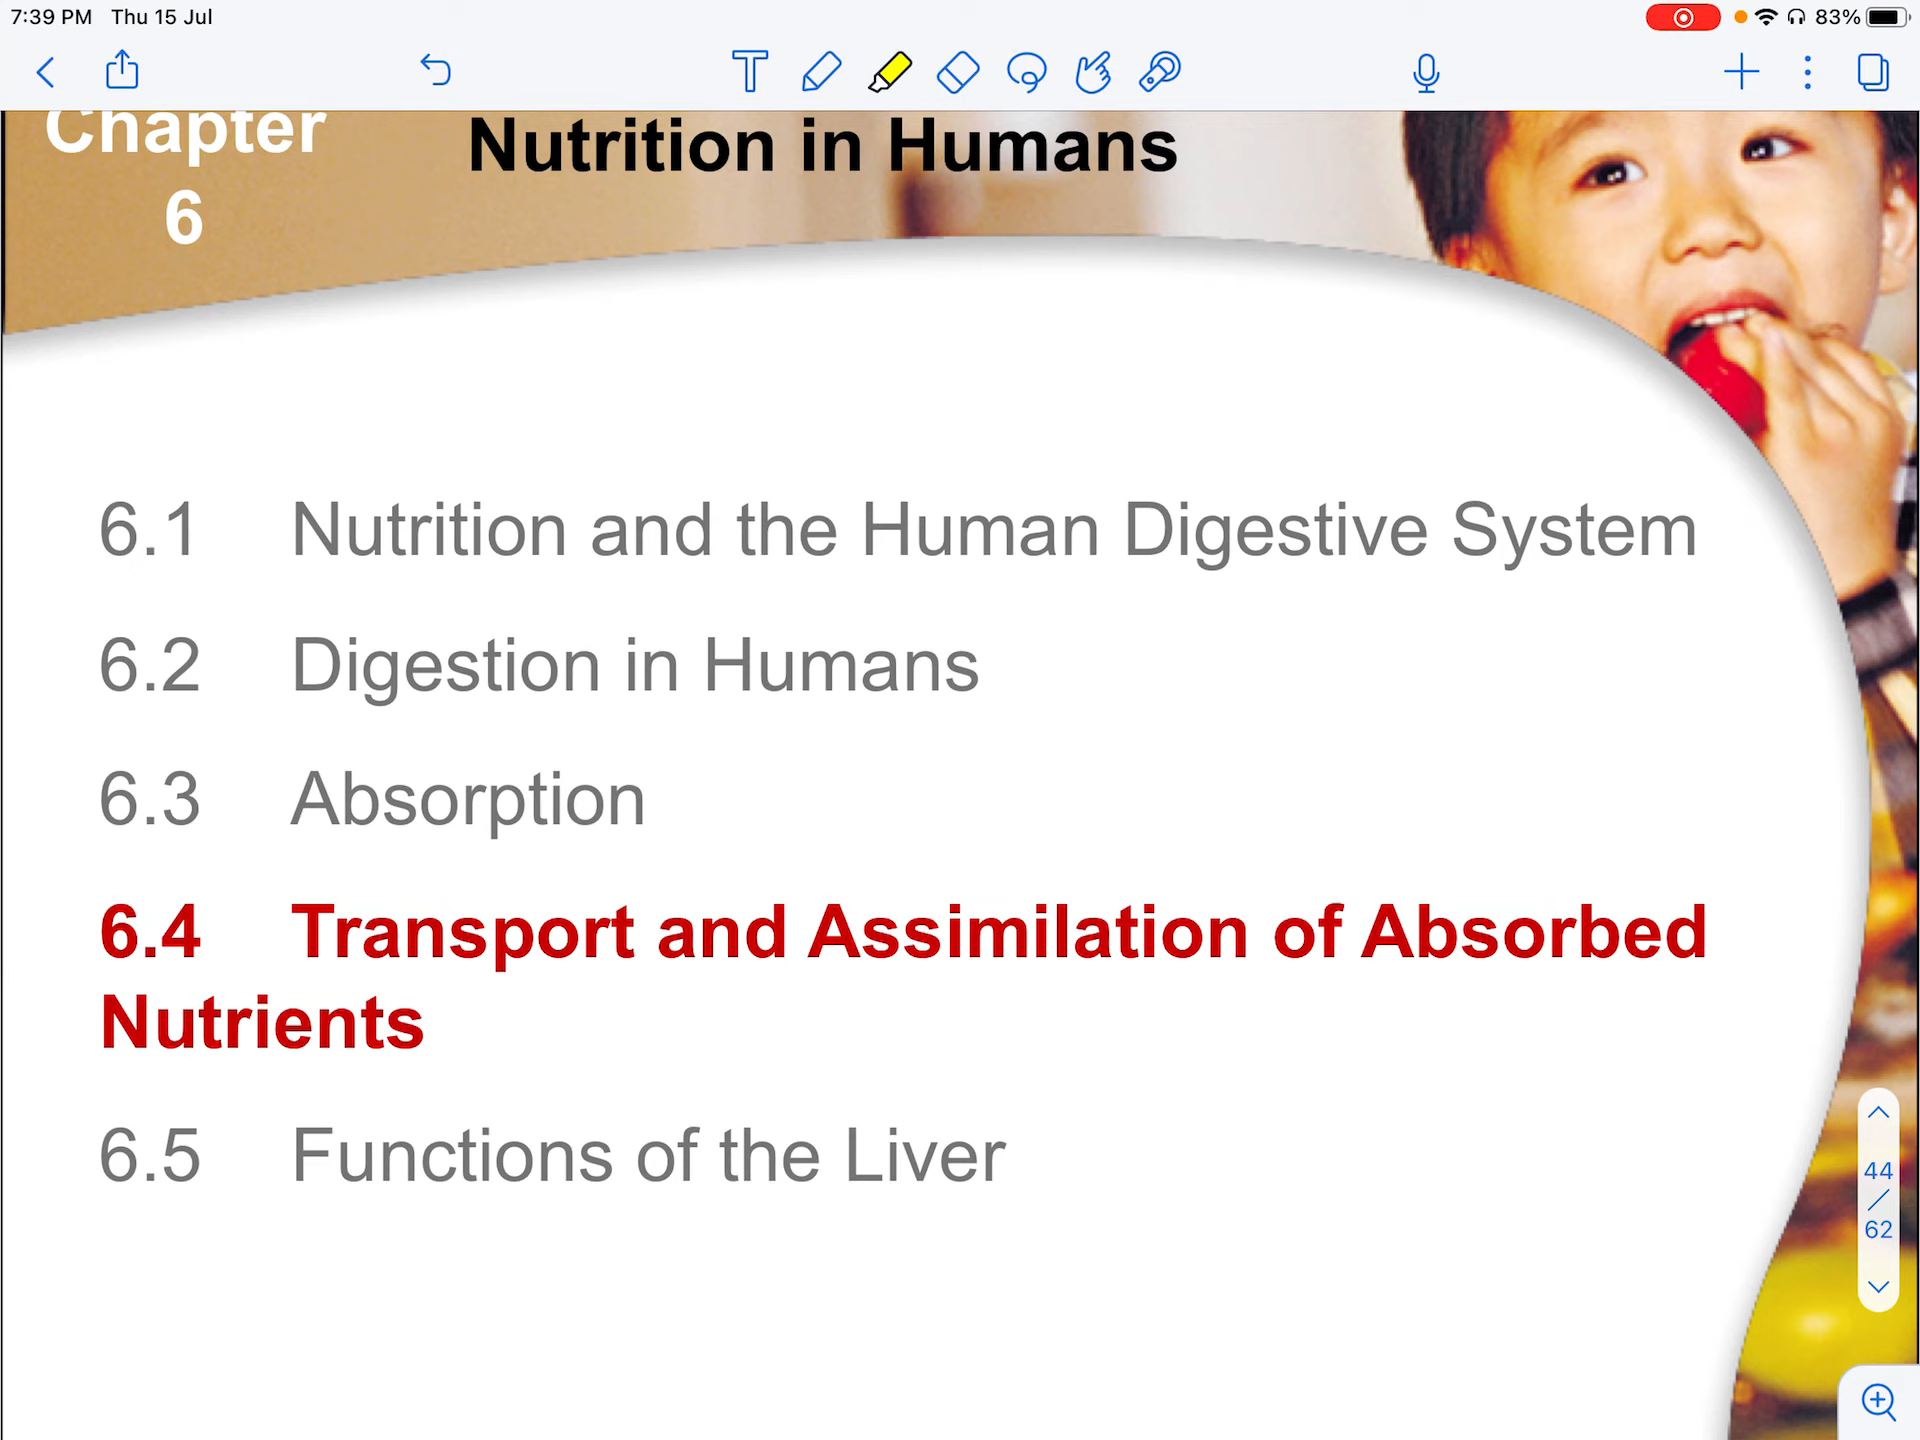 7:39 PM Thu 15 Jul
83%
Chapter
6
Nutrition in Humans
6.1 Nutrition and the Human Digestive System
6.2 Digestion in Humans
6.3 Absorption
6.4 Transport and Assimilation of Absorbed
Nutrients
6.5 Functions of the Liver
44
/
62